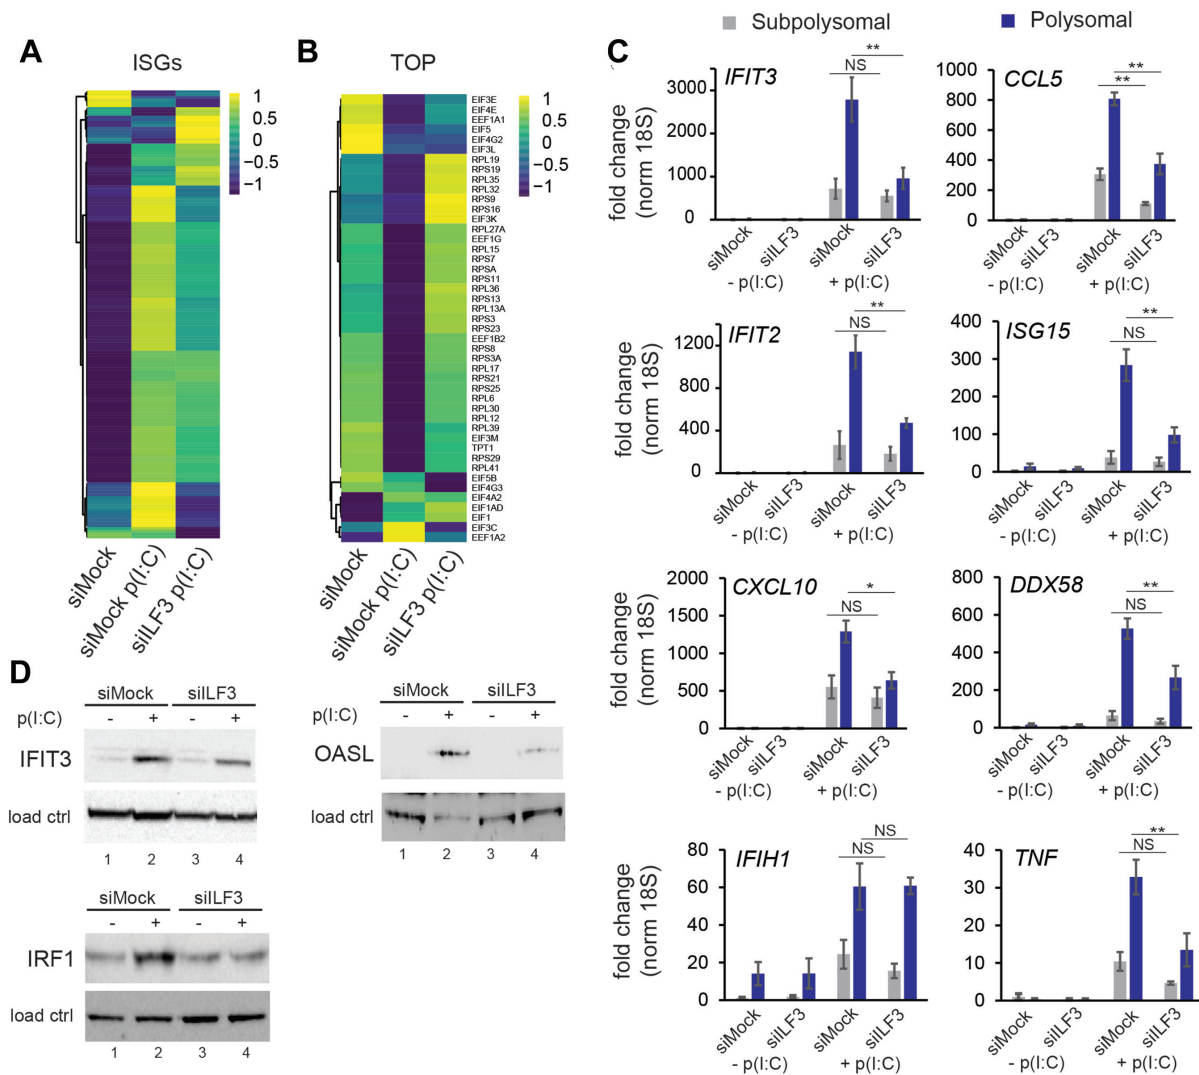 Subpolysomal
Polysomal
A
ISGs
1
0.5
0
−0.5
−1
siMock
siMock p(I:C)
siILF3 p(I:C)
B
TOP
1
0.5
0
−0.5
−1
EIF3E
EIF4E
EEF1A1
EIF5
EIF4G2
EIF3L
RPL19
RPS19
RPL35
RPL32
RPS9
RPS16
EIF3K
RPL27A
EEF1G
RPL15
RPS7
RPSA
RPS11
RPL36
RPS13
RPL13A
RPS3
RPS23
EEF1B2
RPS8
RPS3A
RPL17
RPS21
RPS25
RPL6
RPL30
RPL12
RPL39
EIF3M
TPT1
RPS29
RPL41
EIF5B
EIF4G3
EIF4A2
EIF1AD
EIF1
EIF3C
EEF1A2
siMock
siMock p(I:C)
siILF3 p(I:C)
C
fold change
(norm 18S)
IFIT3
3000
2000
1000
0
NS
**
siMock
siILF3
siMock
siILF3
- p(I:C)
+ p(I:C)
CCL5
1000
800
600
400
200
0
**
**
siMock
siILF3
siMock
siILF3
- p(I:C)
+ p(I:C)
fold change
(norm 18S)
IFIT2
1200
800
400
0
NS
**
siMock
siILF3
siMock
siILF3
- p(I:C)
+ p(I:C)
ISG15
400
300
200
100
0
NS
**
siMock
siILF3
siMock
siILF3
- p(I:C)
+ p(I:C)
fold change
(norm 18S)
CXCL10
2000
1500
1000
500
0
NS
*
siMock
siILF3
siMock
siILF3
- p(I:C)
+ p(I:C)
DDX58
800
600
400
200
0
NS
**
siMock
siILF3
siMock
siILF3
- p(I:C)
+ p(I:C)
fold change
(norm 18S)
IFIH1
80
60
40
20
0
NS
NS
siMock
siILF3
siMock
siILF3
- p(I:C)
+ p(I:C)
TNF
40
30
20
10
0
NS
**
siMock
siILF3
siMock
siILF3
- p(I:C)
+ p(I:C)
D
siMock siILF3
p(I:C) - + - +
IFIT3
load ctrl
1 2 3 4
siMock siILF3
p(I:C) - + - +
OASL
load ctrl
1 2 3 4
siMock siILF3
- + - +
IRF1
load ctrl
1 2 3 4